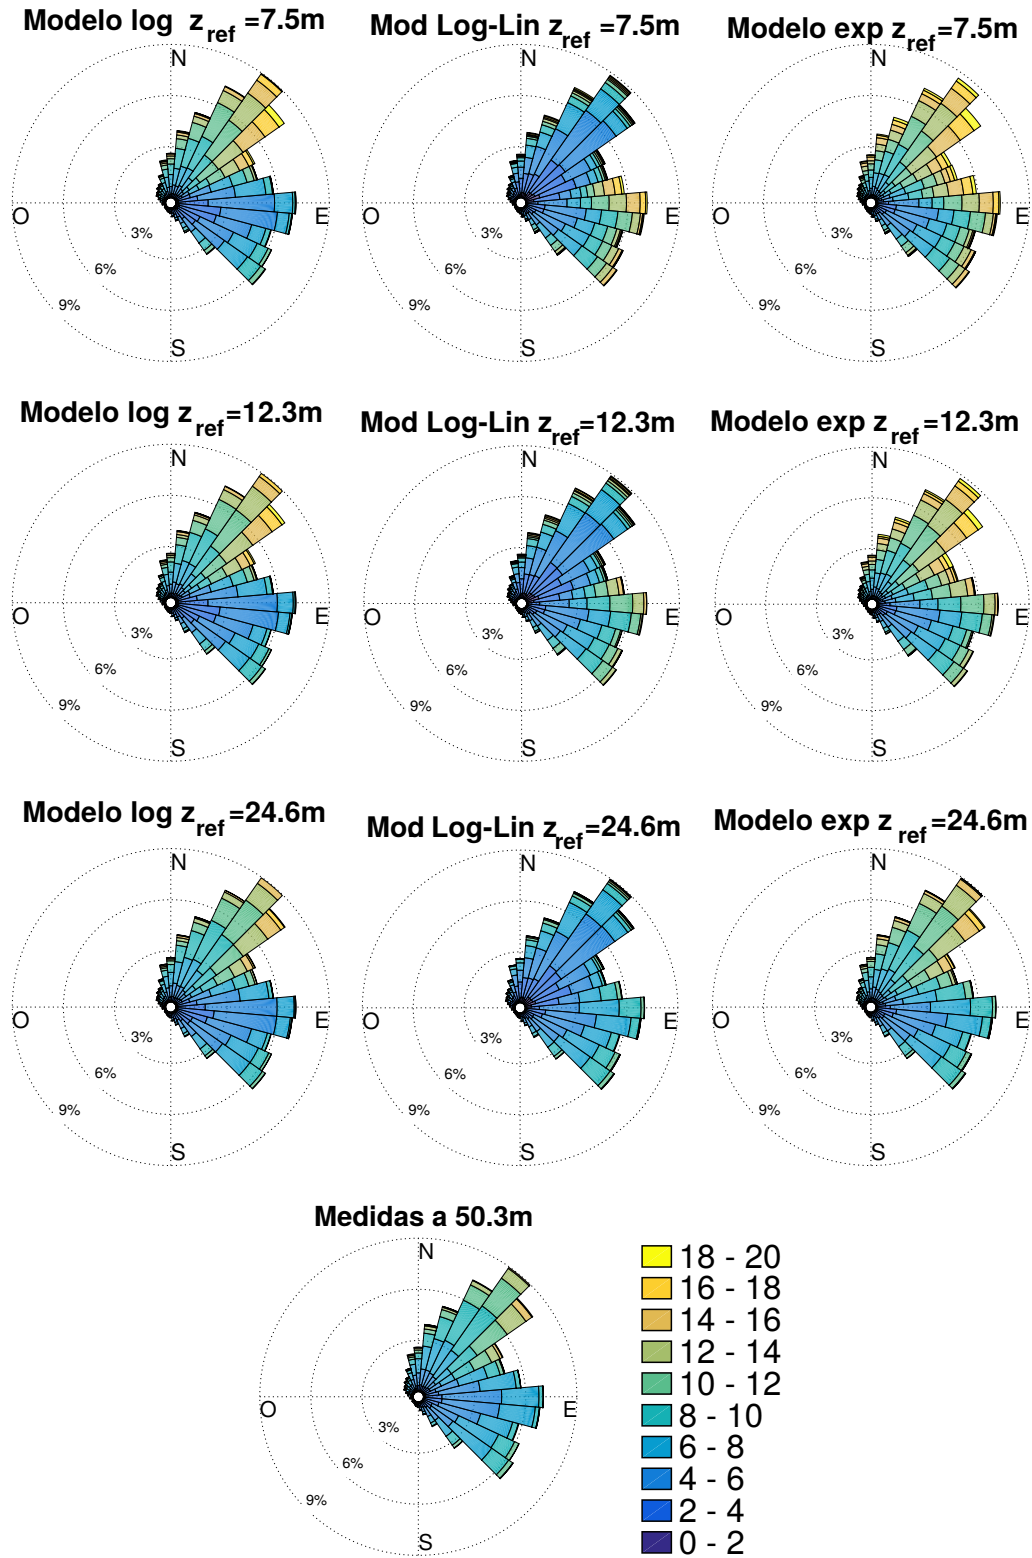 Modelo log z_ref =7.5m
N
O
E
S
3%
6%
9%
Mod Log-Lin z_ref =7.5m
N
O
E
S
3%
6%
9%
Modelo exp z_ref =7.5m
N
O
E
S
3%
6%
9%
Modelo log z_ref =12.3m
N
O
E
S
3%
6%
9%
Mod Log-Lin z_ref =12.3m
N
O
E
S
3%
6%
9%
Modelo exp z_ref =12.3m
N
O
E
S
3%
6%
9%
Modelo log z_ref =24.6m
N
O
E
S
3%
6%
9%
Mod Log-Lin z_ref =24.6m
N
O
E
S
3%
6%
9%
Modelo exp z_ref =24.6m
N
O
E
S
3%
6%
9%
Medidas a 50.3m
N
O
E
S
3%
6%
9%
18 - 20
16 - 18
14 - 16
12 - 14
10 - 12
8 - 10
6 - 8
4 - 6
2 - 4
0 - 2